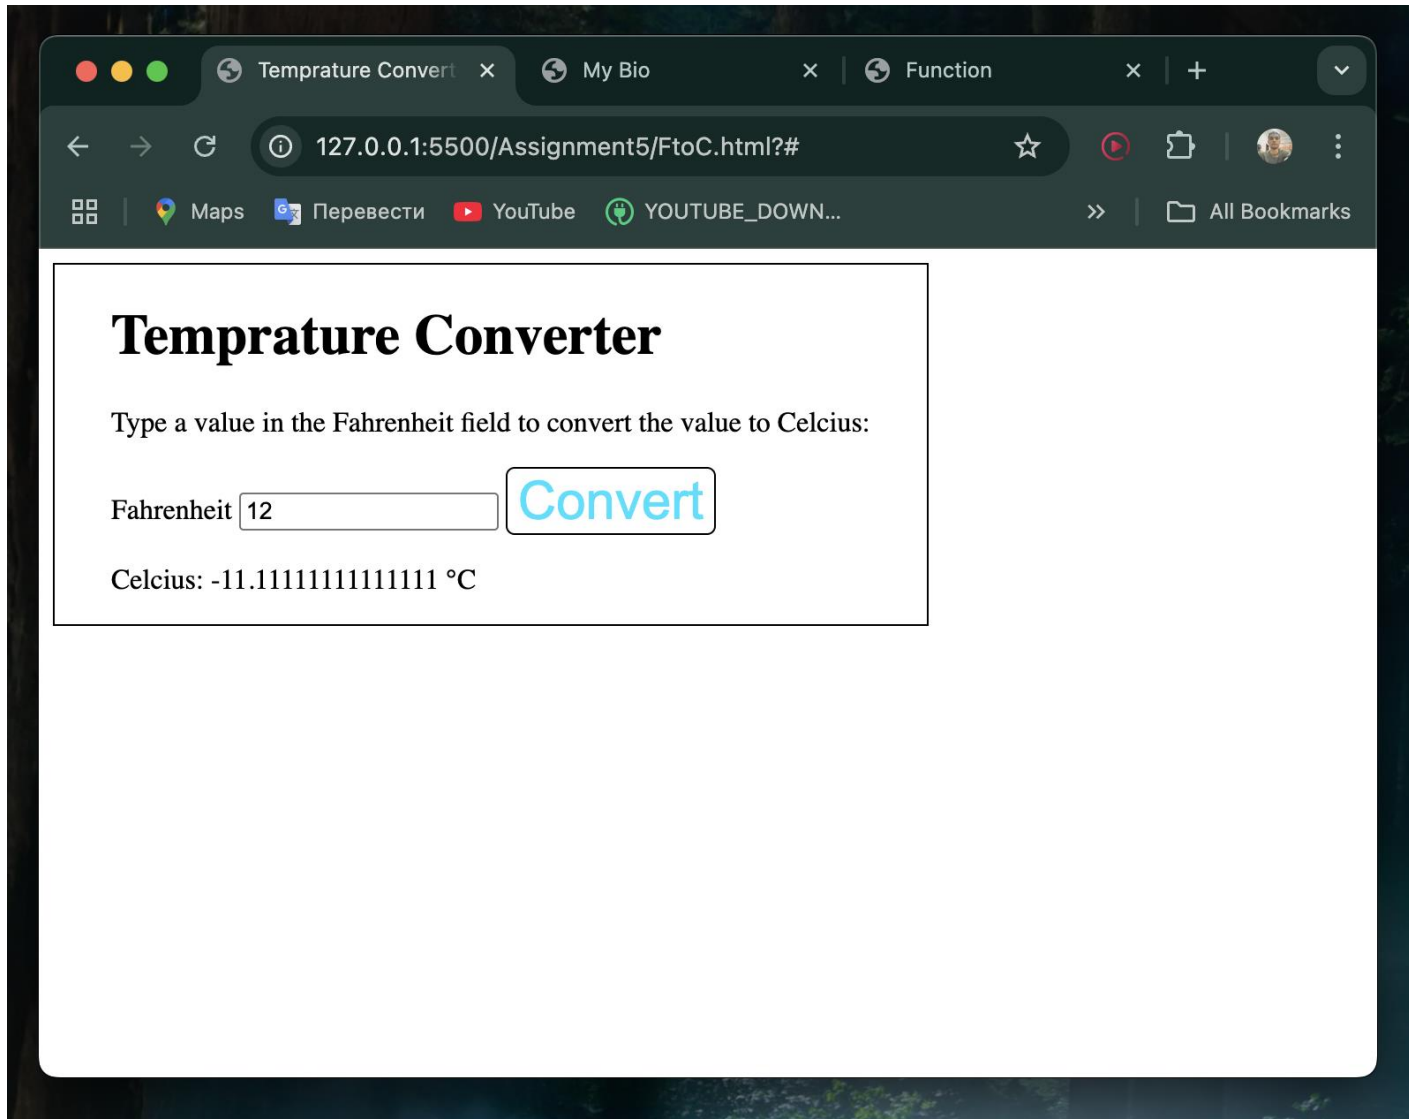 Temprature Convert
My Bio
Function
127.0.0.1:5500/Assignment5/FtoC.html?#
Maps Перевести YouTube YOUTUBE_DOWN... All Bookmarks
Temprature Converter
Type a value in the Fahrenheit field to convert the value to Celcius:
Fahrenheit 12 Convert
Celcius: -11.11111111111111 °C